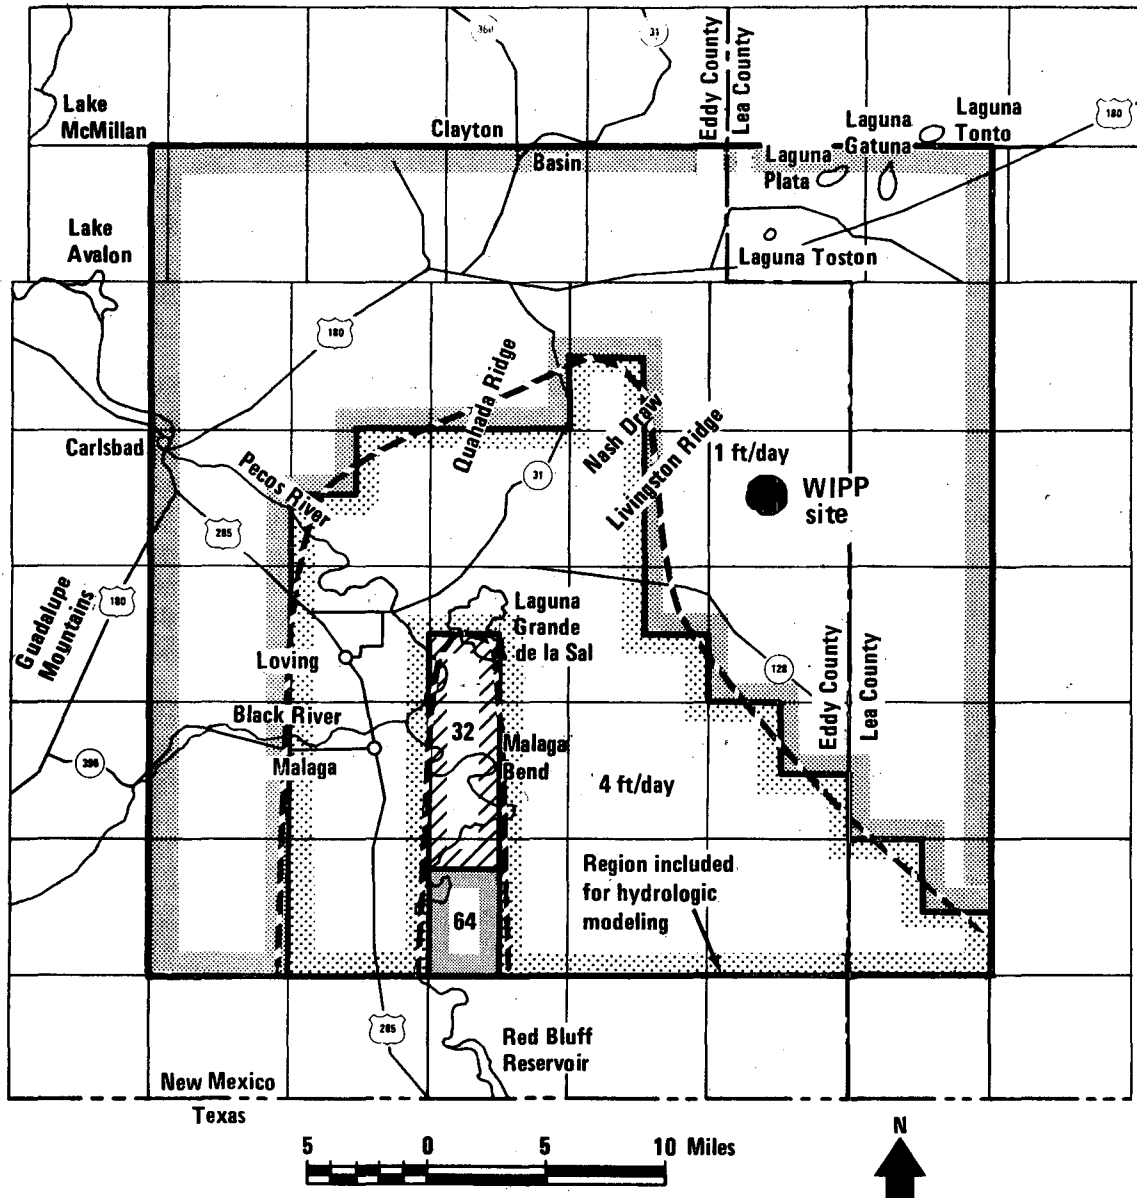 360
31
Eddy County
Lea County
180
Lake
McMillan
Clayton
Basin
Laguna
Tonto
Laguna
Gatuna
Laguna
Plata
Lake
Avalon
Laguna Toston
180
Quahada Ridge
Nash Draw
Livingston Ridge
Carlsbad
Pecos River
31
1 ft/day
WIPP
site
285
Guadalupe
Mountains
180
Laguna
Grande
de la Sal
Loving
128
Eddy County
Lea County
Black River
32
Malaga
Bend
396
Malaga
4 ft/day
Region included
for hydrologic
modeling
64
285
Red Bluff
Reservoir
New Mexico
Texas
N
5 0 5 10 Miles